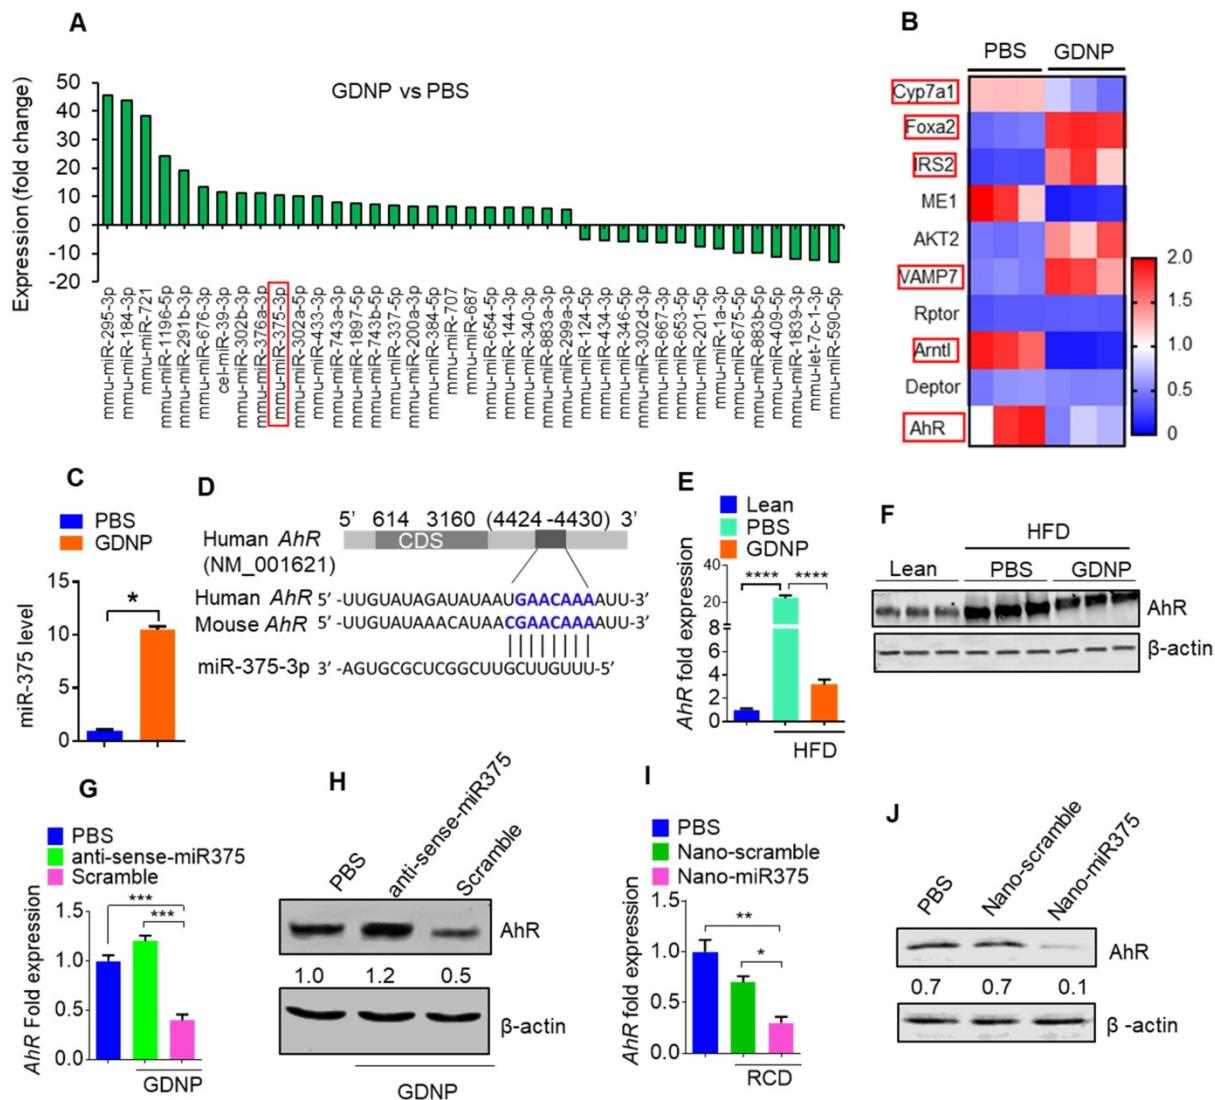 A
GDNP vs PBS
Expression (fold change)
50
40
30
20
10
0
-10
-20
mmu-miR-295-3p
mmu-miR-184-3p
mmu-miR-721
mmu-miR-1196-5p
mmu-miR-291b-3p
mmu-miR-676-3p
cel-miR-39-3p
mmu-miR-302b-3p
mmu-miR-376a-3p
mmu-miR-375-3p
mmu-miR-302a-5p
mmu-miR-433-3p
mmu-miR-743a-3p
mmu-miR-1897-5p
mmu-miR-743b-5p
mmu-miR-337-5p
mmu-miR-200a-3p
mmu-miR-384-5p
mmu-miR-707
mmu-miR-687
mmu-miR-654-5p
mmu-miR-144-3p
mmu-miR-340-3p
mmu-miR-883a-3p
mmu-miR-299a-3p
mmu-miR-124-5p
mmu-miR-434-3p
mmu-miR-346-5p
mmu-miR-302d-3p
mmu-miR-667-3p
mmu-miR-653-5p
mmu-miR-201-5p
mmu-miR-1a-3p
mmu-miR-675-5p
mmu-miR-883b-5p
mmu-miR-409-5p
mmu-miR-1839-3p
mmu-let-7c-1-3p
mmu-miR-590-5p
B
PBS GDNP
Cyp7a1
Foxa2
IRS2
ME1
AKT2
VAMP7
Rptor
Arntl
Deptor
AhR
2.0
1.5
1.0
0.5
0
C
PBS
GDNP
miR-375 level
15
10
5
0
*
D
5’ 614 3160 (4424 -4430) 3’
Human AhR
(NM_001621)
CDS
Human AhR 5’ -UUGUAUAGAUAUAAUUGAACAAAAUU-3’
Mouse AhR 5’ -UUGUAUAAACAUAACGAACAAAAUU-3’
miR-375-3p 3’ -AGUGCGCUCGGCUUGCUUGUUU-5’
E
Lean
PBS
GDNP
AhR fold expression
40
20
8
6
4
2
0
**** ****
HFD
F
HFD
Lean PBS GDNP
AhR
β-actin
G
PBS
anti-sense-miR375
Scramble
AhR Fold expression
1.5
1.0
0.5
0.0
***
***
GDNP
H
PBS
anti-sense-miR375
Scramble
AhR
1.0 1.2 0.5
β-actin
GDNP
I
PBS
Nano-scramble
Nano-miR375
AhR fold expression
1.5
1.0
0.5
0.0
**
*
RCD
J
PBS
Nano-scramble
Nano-miR375
AhR
0.7 0.7 0.1
β -actin